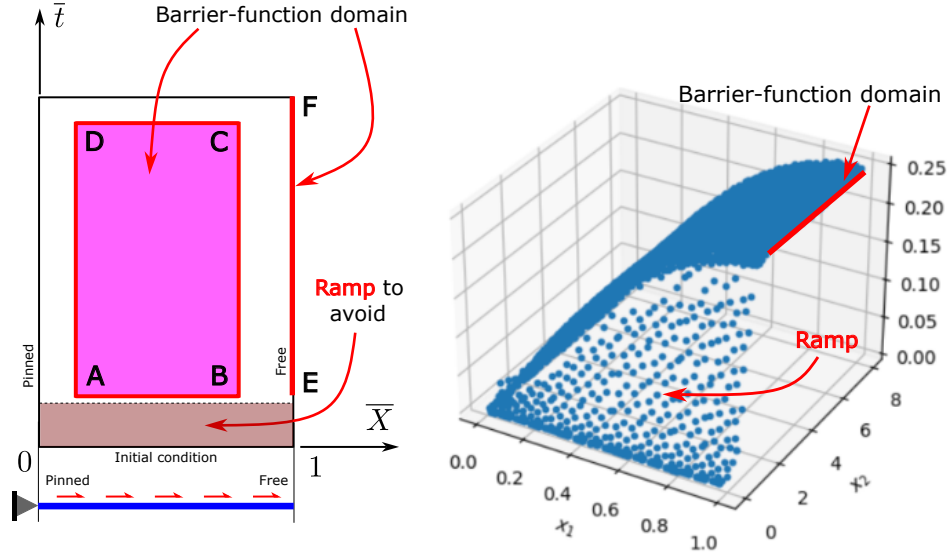 t̅
Barrier-function domain
D
C
F
Ramp to
avoid
Pinned
A
B
Free
E
X̅
0
Initial condition
1
Pinned
Free
Barrier-function domain
0.25
0.20
0.15
0.10
0.05
0.00
Ramp
0.0
0.2
0.4
0.6
0.8
1.0
x₁
0
2
4
6
8
x₂